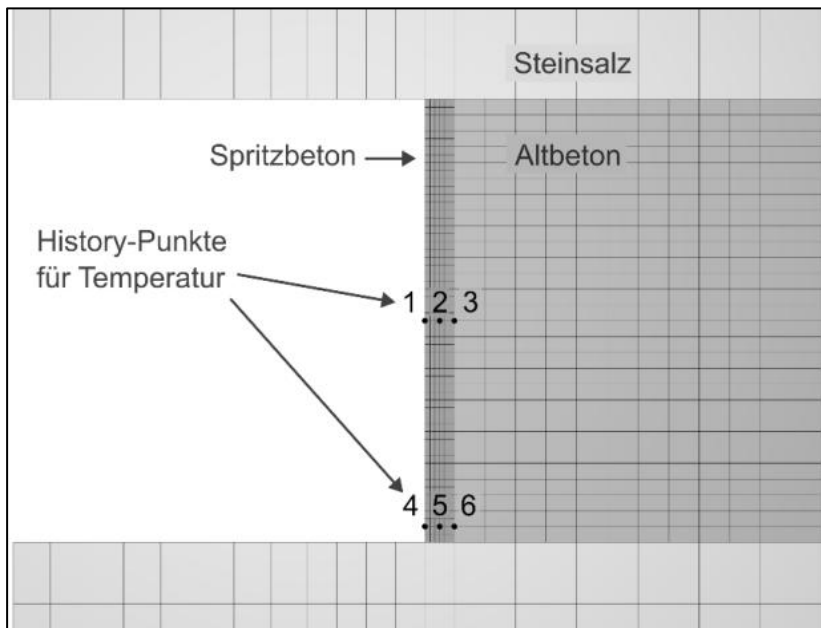 Steinsalz
Spritzbeton
Altbeton
History-Punkte
für Temperatur
1 2 3
4 5 6